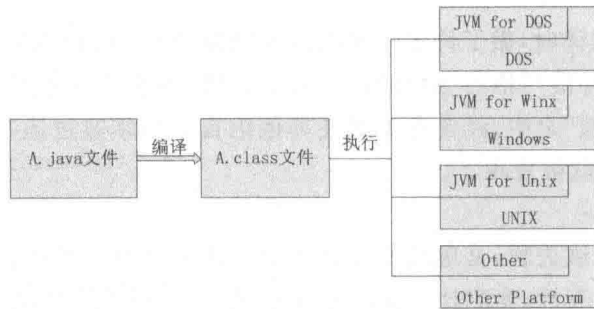 JVM for DOS
DOS
JVM for Winx
Windows
A.java文件
编译
A.class文件
执行
JVM for Unix
UNIX
Other
Other Platform